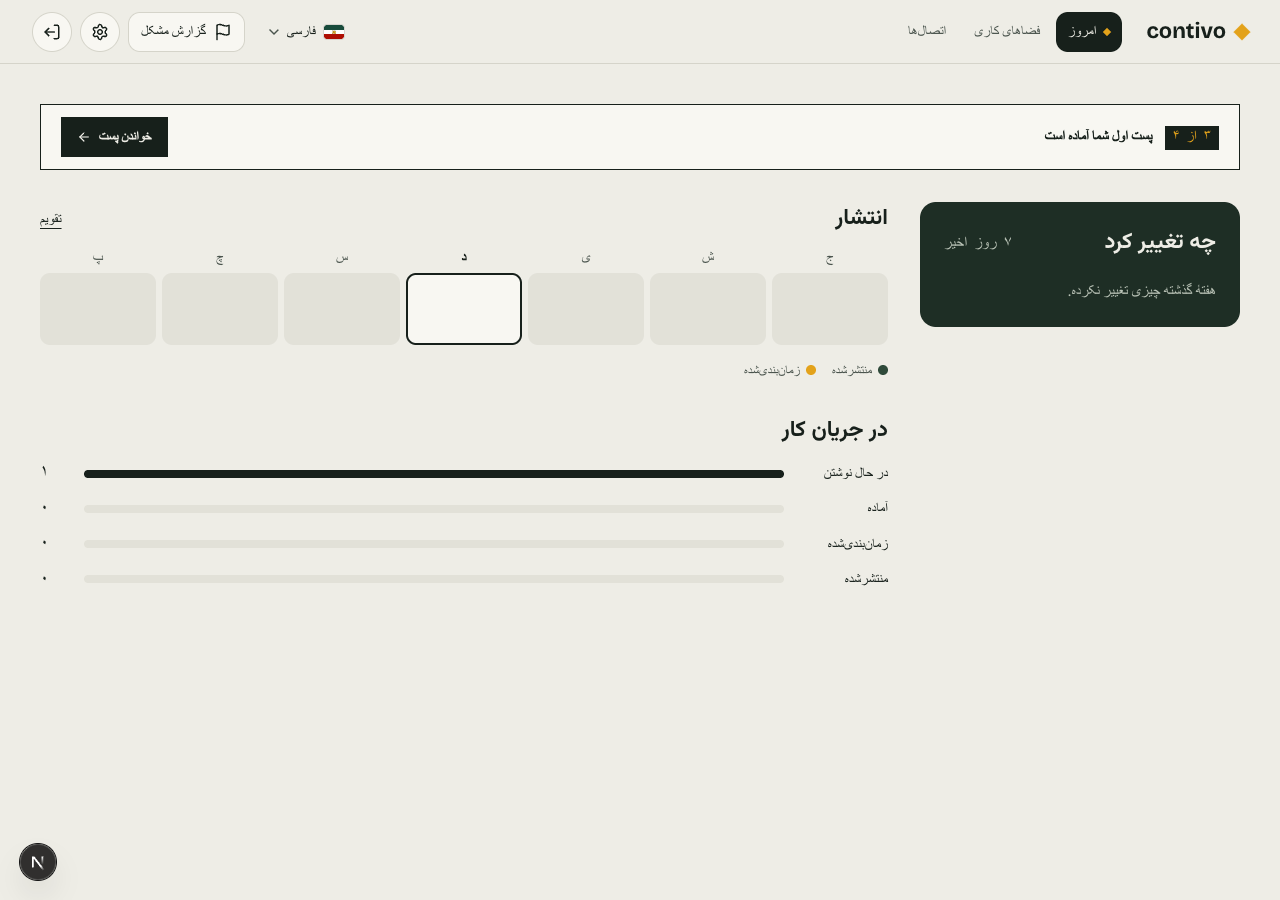 contivo
امروز
فضاهای کاری
اتصال‌ها
فارسی
گزارش مشکل
۳ از ۴
پست اول شما آماده است
خواندن پست
چه تغییر کرد
۷ روز اخیر
هفتهٔ گذشته چیزی تغییر نکرده.
انتشار
تقویم
ج ش ی د س چ پ
منتشرشده
زمان‌بندی‌شده
در جریان کار
در حال نوشتن ۱
آماده ۰
زمان‌بندی‌شده ۰
منتشرشده ۰
N